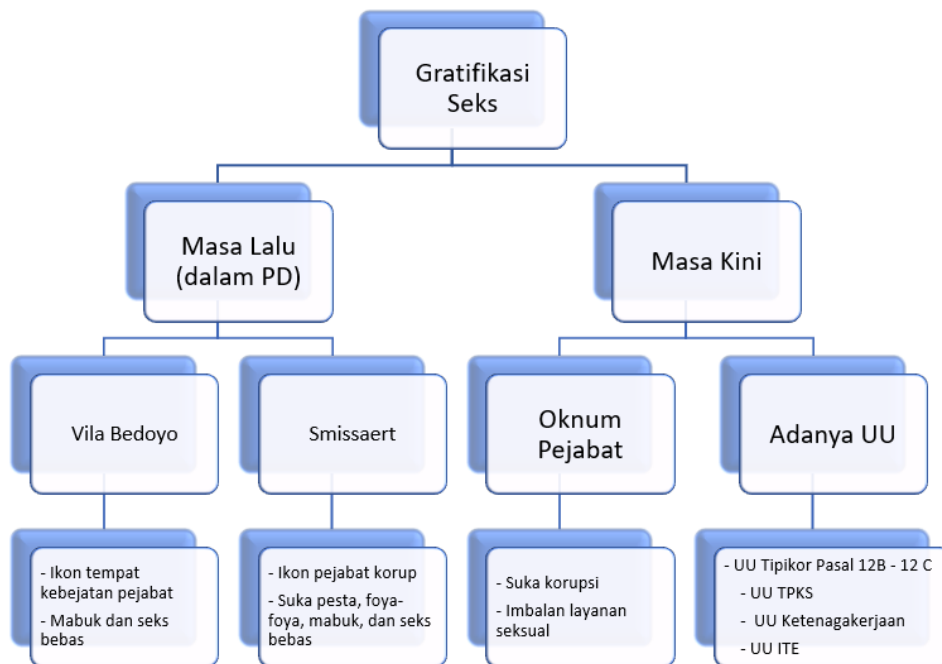 Gratifikasi
Seks
Masa Lalu
(dalam PD)
Masa Kini
Vila Bedoyo
Smissaert
Oknum
Pejabat
Adanya UU
- Ikon tempat
kebejatan pejabat
- Mabuk dan seks
bebas
- Ikon pejabat korup
- Suka pesta, foya-
foya, mabuk, dan seks
bebas
- Suka korupsi
- Imbalan layanan
seksual
- UU Tipikor Pasal 12B - 12 C
- UU TPKS
- UU Ketenagakerjaan
- UU ITE